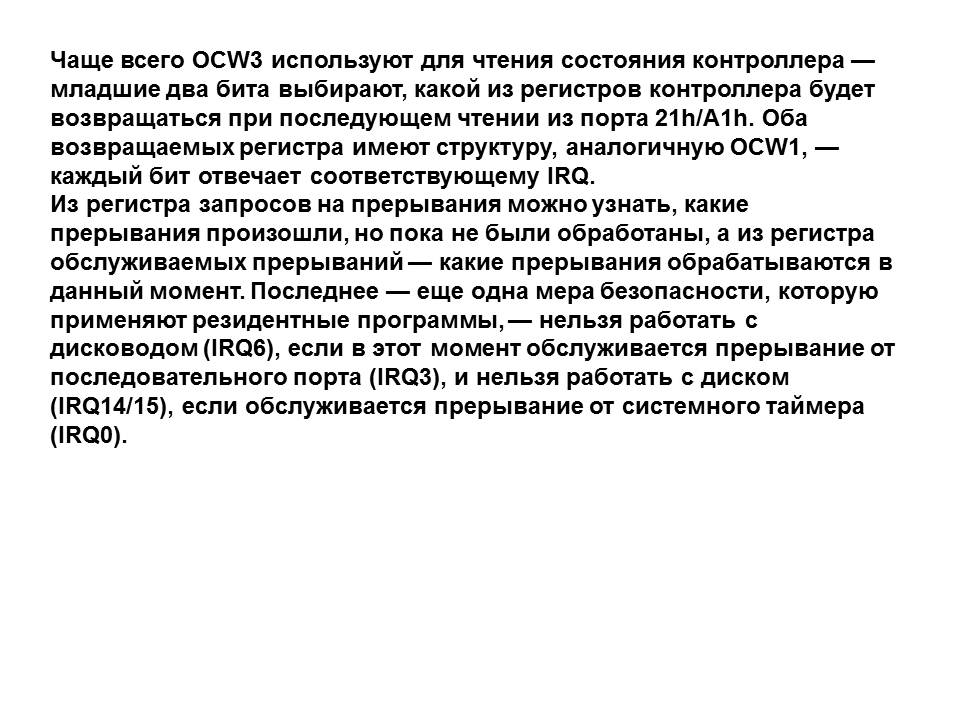 Чаще всего OCW3 используют для чтения состояния контроллера —
младшие два бита выбирают, какой из регистров контроллера будет
возвращаться при последующем чтении из порта 21h/A1h. Оба
возвращаемых регистра имеют структуру, аналогичную OCW1, —
каждый бит отвечает соответствующему IRQ.
Из регистра запросов на прерывания можно узнать, какие
прерывания произошли, но пока не были обработаны, а из регистра
обслуживаемых прерываний — какие прерывания обрабатываются в
данный момент. Последнее — еще одна мера безопасности, которую
применяют резидентные программы, — нельзя работать с
дисководом (IRQ6), если в этот момент обслуживается прерывание от
последовательного порта (IRQ3), и нельзя работать с диском
(IRQ14/15), если обслуживается прерывание от системного таймера
(IRQ0).